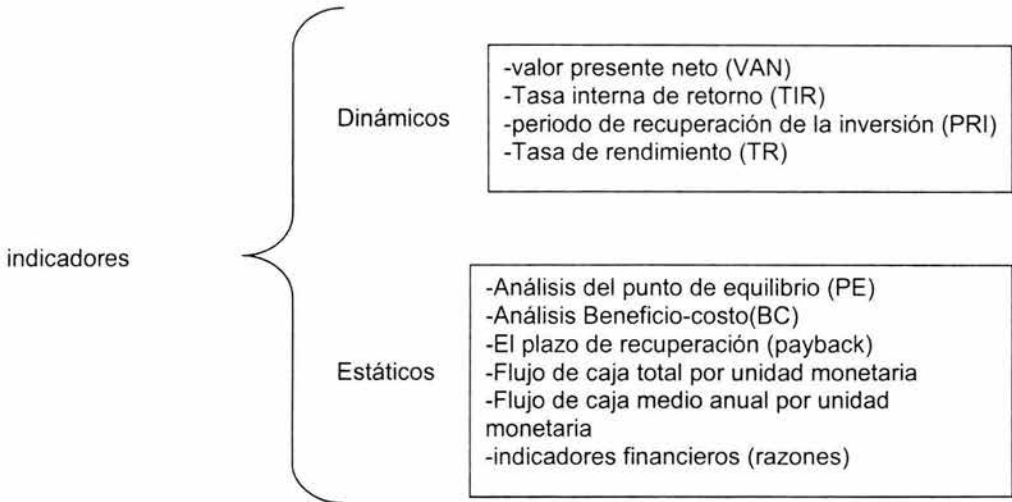 indicadores
Dinámicos
-valor presente neto (VAN)
-Tasa interna de retorno (TIR)
-periodo de recuperación de la inversión (PRI)
-Tasa de rendimiento (TR)
Estáticos
-Análisis del punto de equilibrio (PE)
-Análisis Beneficio-costo(BC)
-El plazo de recuperación (payback)
-Flujo de caja total por unidad monetaria
-Flujo de caja medio anual por unidad
monetaria
-indicadores financieros (razones)